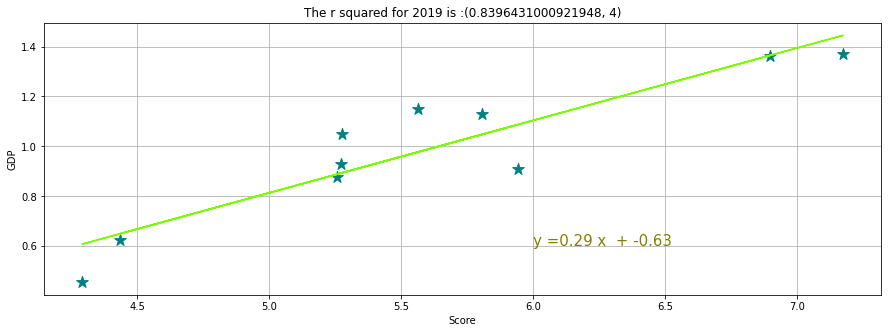 The r squared for 2019 is :(0.8396431000921948, 4)
1.4
1.2
1.0
0.8
0.6
GDP
y =0.29 x  + -0.63
4.5 5.0 5.5 6.0 6.5 7.0
Score